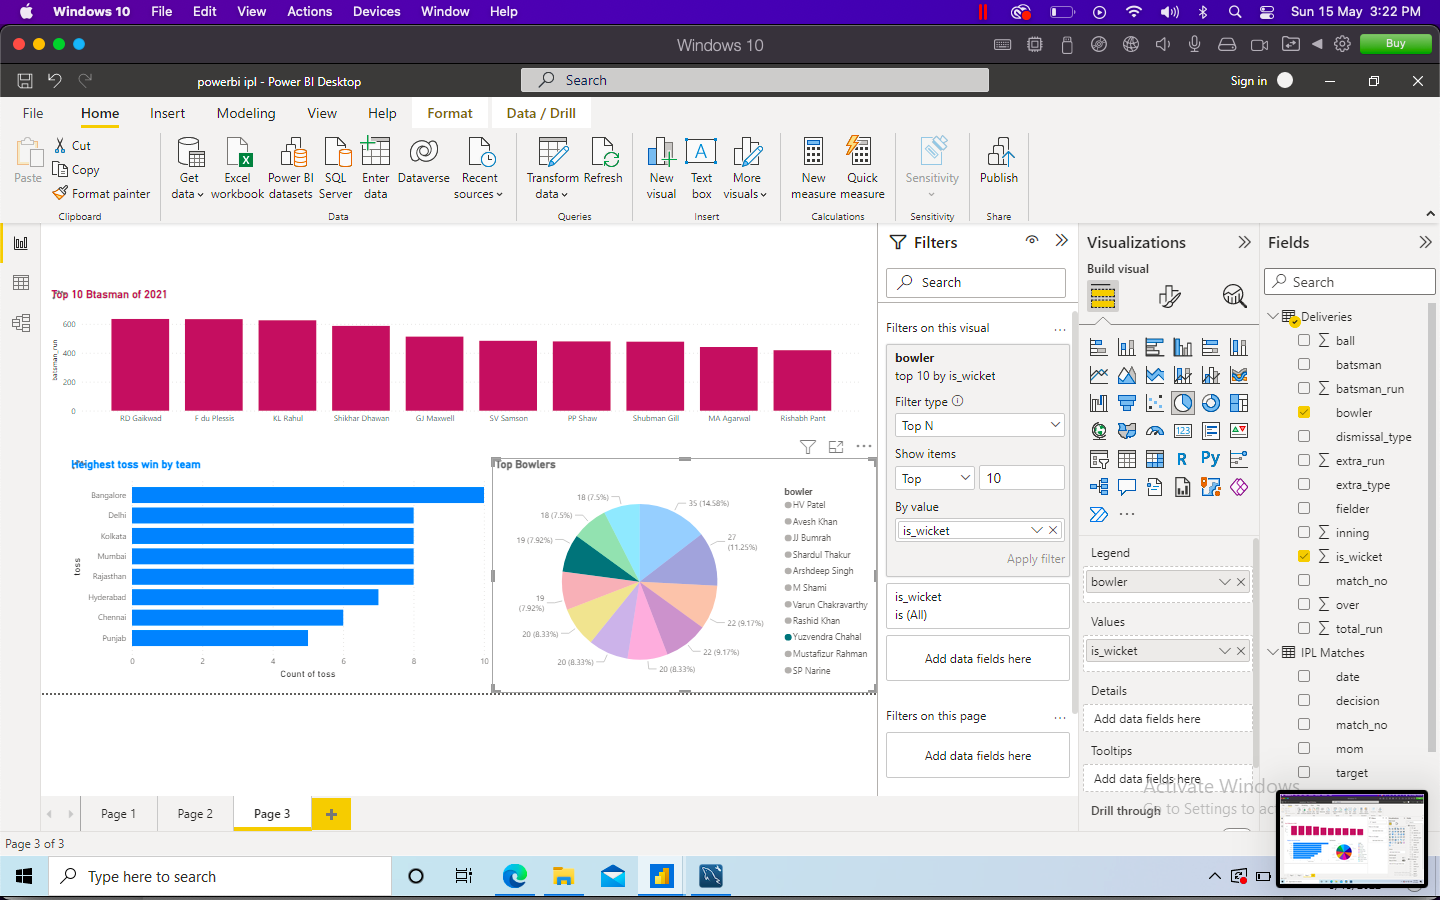 Windows 10 File Edit View Actions Devices Window Help Sun 15 May 3:22 PM
Windows 10 Buy
powerbi ipl - Power BI Desktop Search Sign in
File Home Insert Modeling View Help Format Data / Drill
Paste
Cut
Copy
Format painter
Clipboard
Get data
Excel workbook
Power BI datasets
SQL Server
Enter data
Dataverse
Recent sources
Data
Transform data
Refresh
Queries
New visual
Text box
More visuals
Insert
New measure
Quick measure
Calculations
Sensitivity
Sensitivity
Publish
Share
Top 10 Btasman of 2021
batsman_run
600
400
200
0
RD Gaikwad F du Plessis KL Rahul Shikhar Dhawan GJ Maxwell SV Samson PP Shaw Shubman Gill MA Agarwal Rishabh Pant
Heighest toss win by team
toss
Bangalore
Delhi
Kolkata
Mumbai
Rajasthan
Hyderabad
Chennai
Punjab
0 2 4 6 8 10
Count of toss
Top Bowlers
35 (14.58%)
27 (11.25%)
22 (9.17%)
22 (9.17%)
20 (8.33%)
20 (8.33%)
20 (8.33%)
19 (7.92%)
19 (7.92%)
18 (7.5%)
18 (7.5%)
bowler
HV Patel
Avesh Khan
JJ Bumrah
Shardul Thakur
Arshdeep Singh
M Shami
Varun Chakravarthy
Rashid Khan
Yuzvendra Chahal
Mustafizur Rahman
SP Narine
Filters
Search
Filters on this visual
bowler
top 10 by is_wicket
Filter type
Top N
Show items
Top 10
By value
is_wicket
Apply filter
is_wicket
is (All)
Add data fields here
Filters on this page
Add data fields here
Visualizations
Build visual
123
R Py
Legend
bowler
Values
is_wicket
Details
Add data fields here
Tooltips
Add data fields here
Drill through
Fields
Search
Deliveries
ball
batsman
batsman_run
bowler
dismissal_type
extra_run
extra_type
fielder
inning
is_wicket
match_no
over
total_run
IPL Matches
date
decision
match_no
mom
target
Activate Windows
Go to Settings to
Page 1 Page 2 Page 3
Page 3 of 3
Type here to search